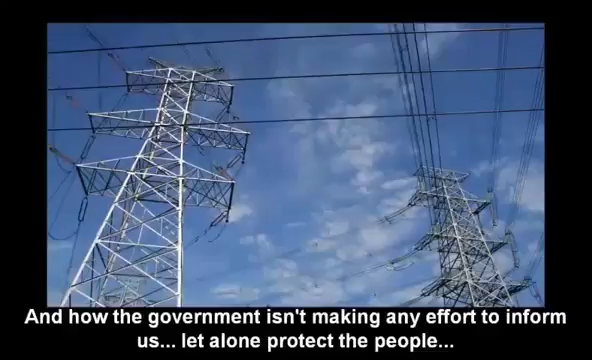 And how the government isn't making any effort to inform
us... let alone protect the people...